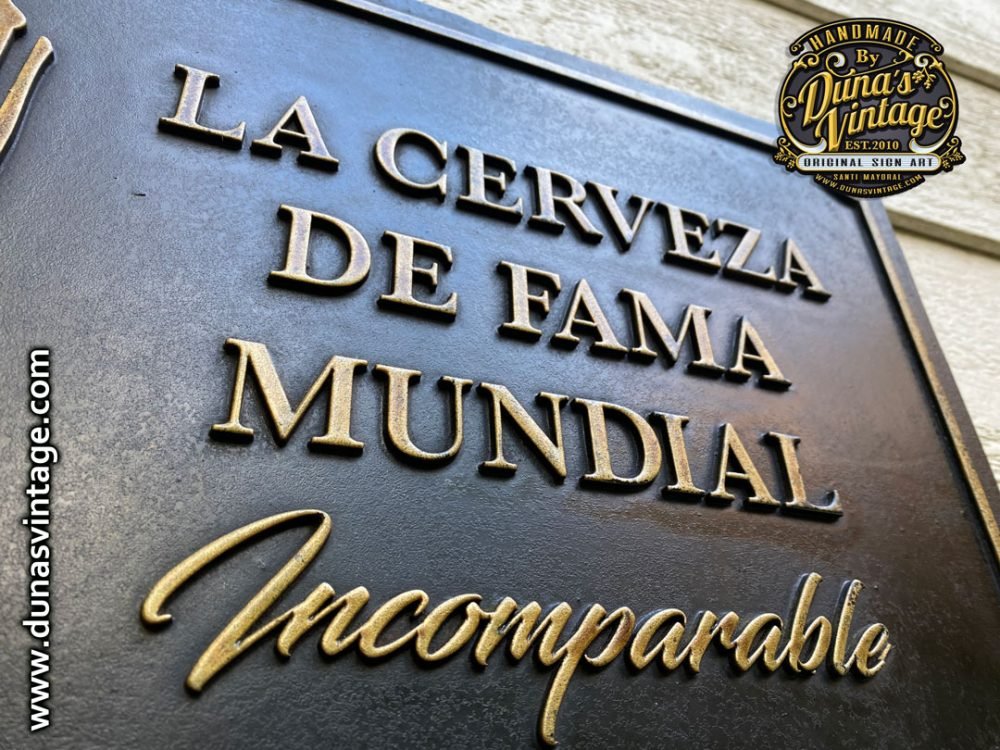 LA CERVEZA
DE FAMA
MUNDIAL
Incomparable
HANDMADE
By
Duna's
Vintage
EST.2010
ORIGINAL SIGN ART
SANTI MAYORAL
WWW.DUNASVINTAGE.COM
www.dunasvintage.com